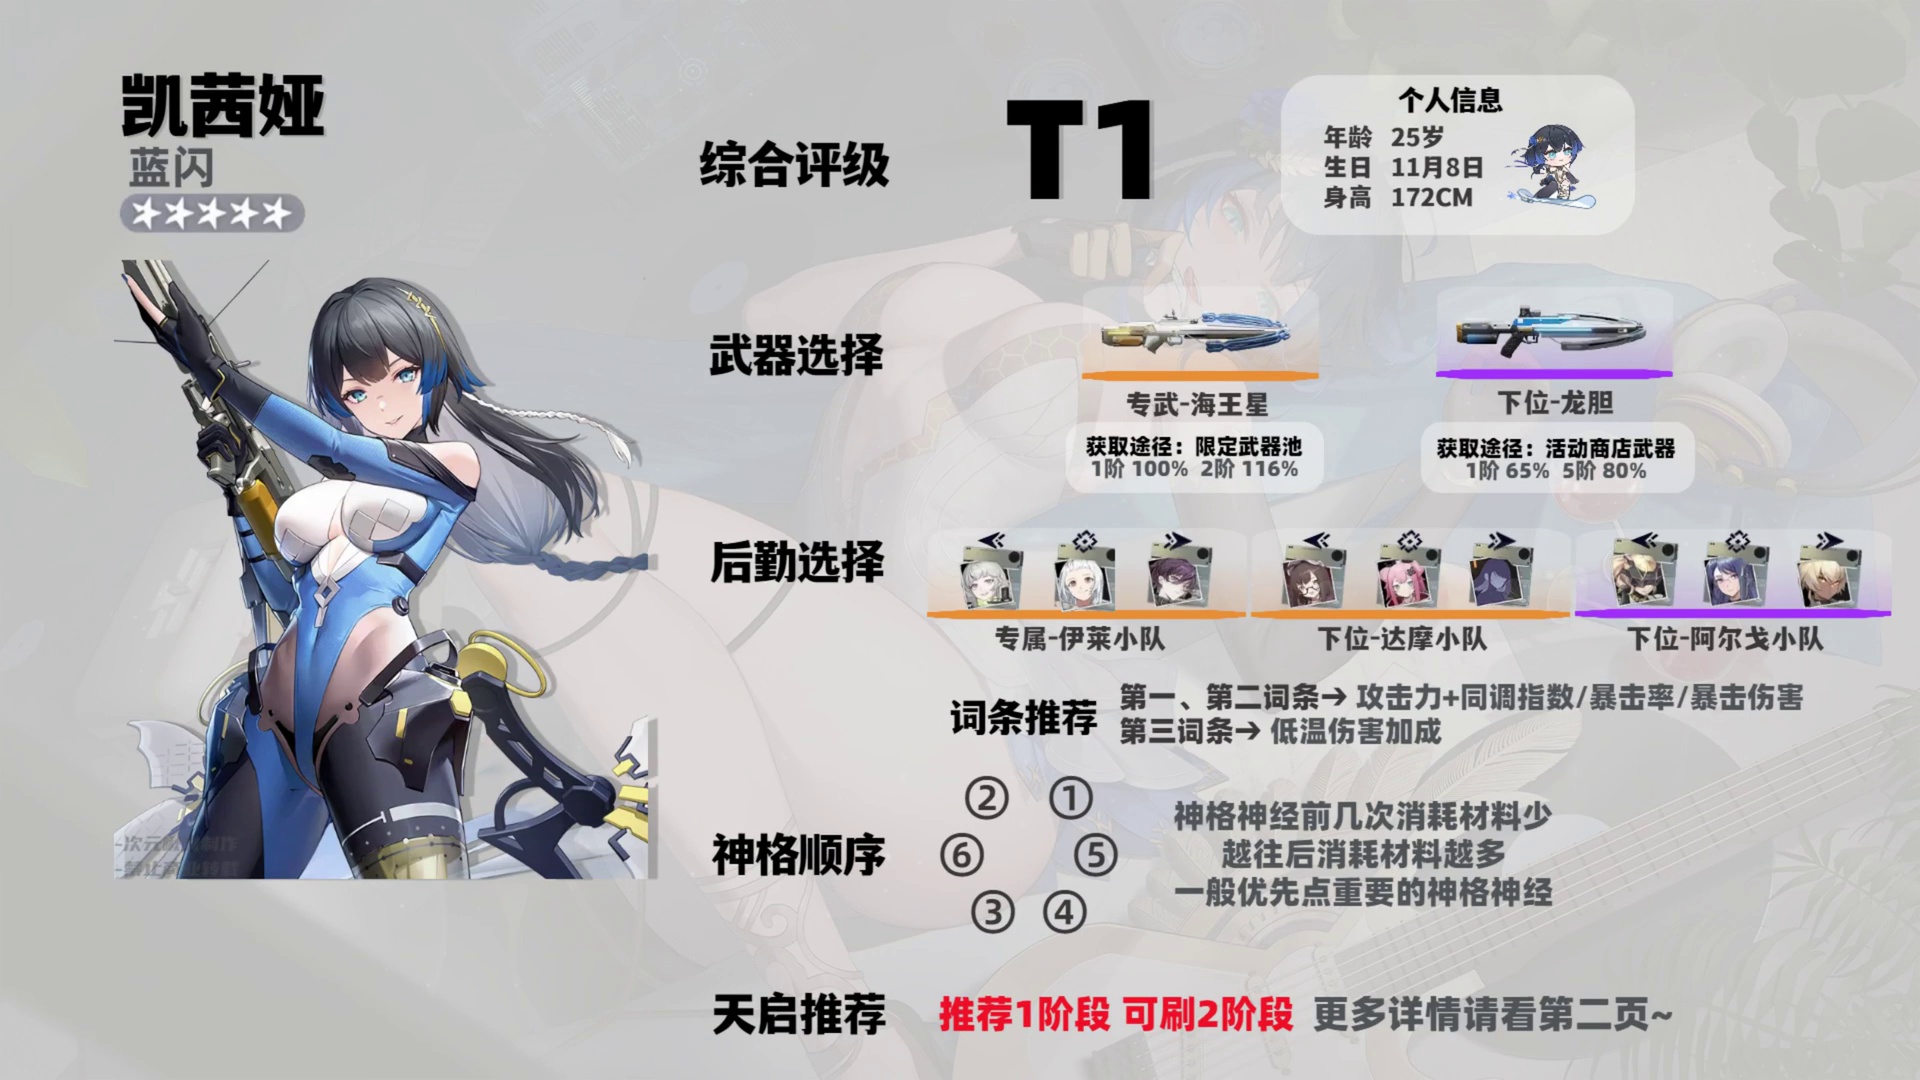 凯茜娅
蓝闪
综合评级
T1
个人信息
年龄 25岁
生日 11月8日
身高 172CM
武器选择
专武-海王星
获取途径：限定武器池
1阶 100% 2阶 116%
下位-龙胆
获取途径：活动商店武器
1阶 65% 5阶 80%
后勤选择
专属-伊莱小队
下位-达摩小队
下位-阿尔戈小队
词条推荐
第一、第二词条→ 攻击力+同调指数/暴击率/暴击伤害
第三词条→ 低温伤害加成
神格顺序
② ①
⑥ ⑤
③ ④
神格神经前几次消耗材料少
越往后消耗材料越多
一般优先点重要的神格神经
天启推荐
推荐1阶段 可刷2阶段 更多详情请看第二页~